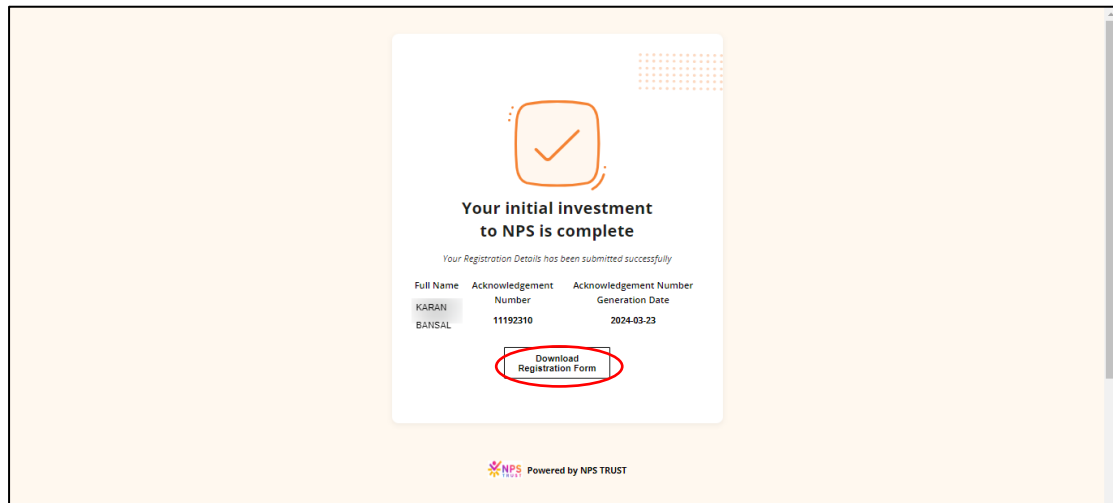 Your initial investment
to NPS is complete
Your Registration Details has been submitted successfully
Full Name
KARAN
BANSAL
Acknowledgement
Number
11192310
Acknowledgement Number
Generation Date
2024-03-23
Download
Registration Form
NPS
TRUST
Powered by NPS TRUST